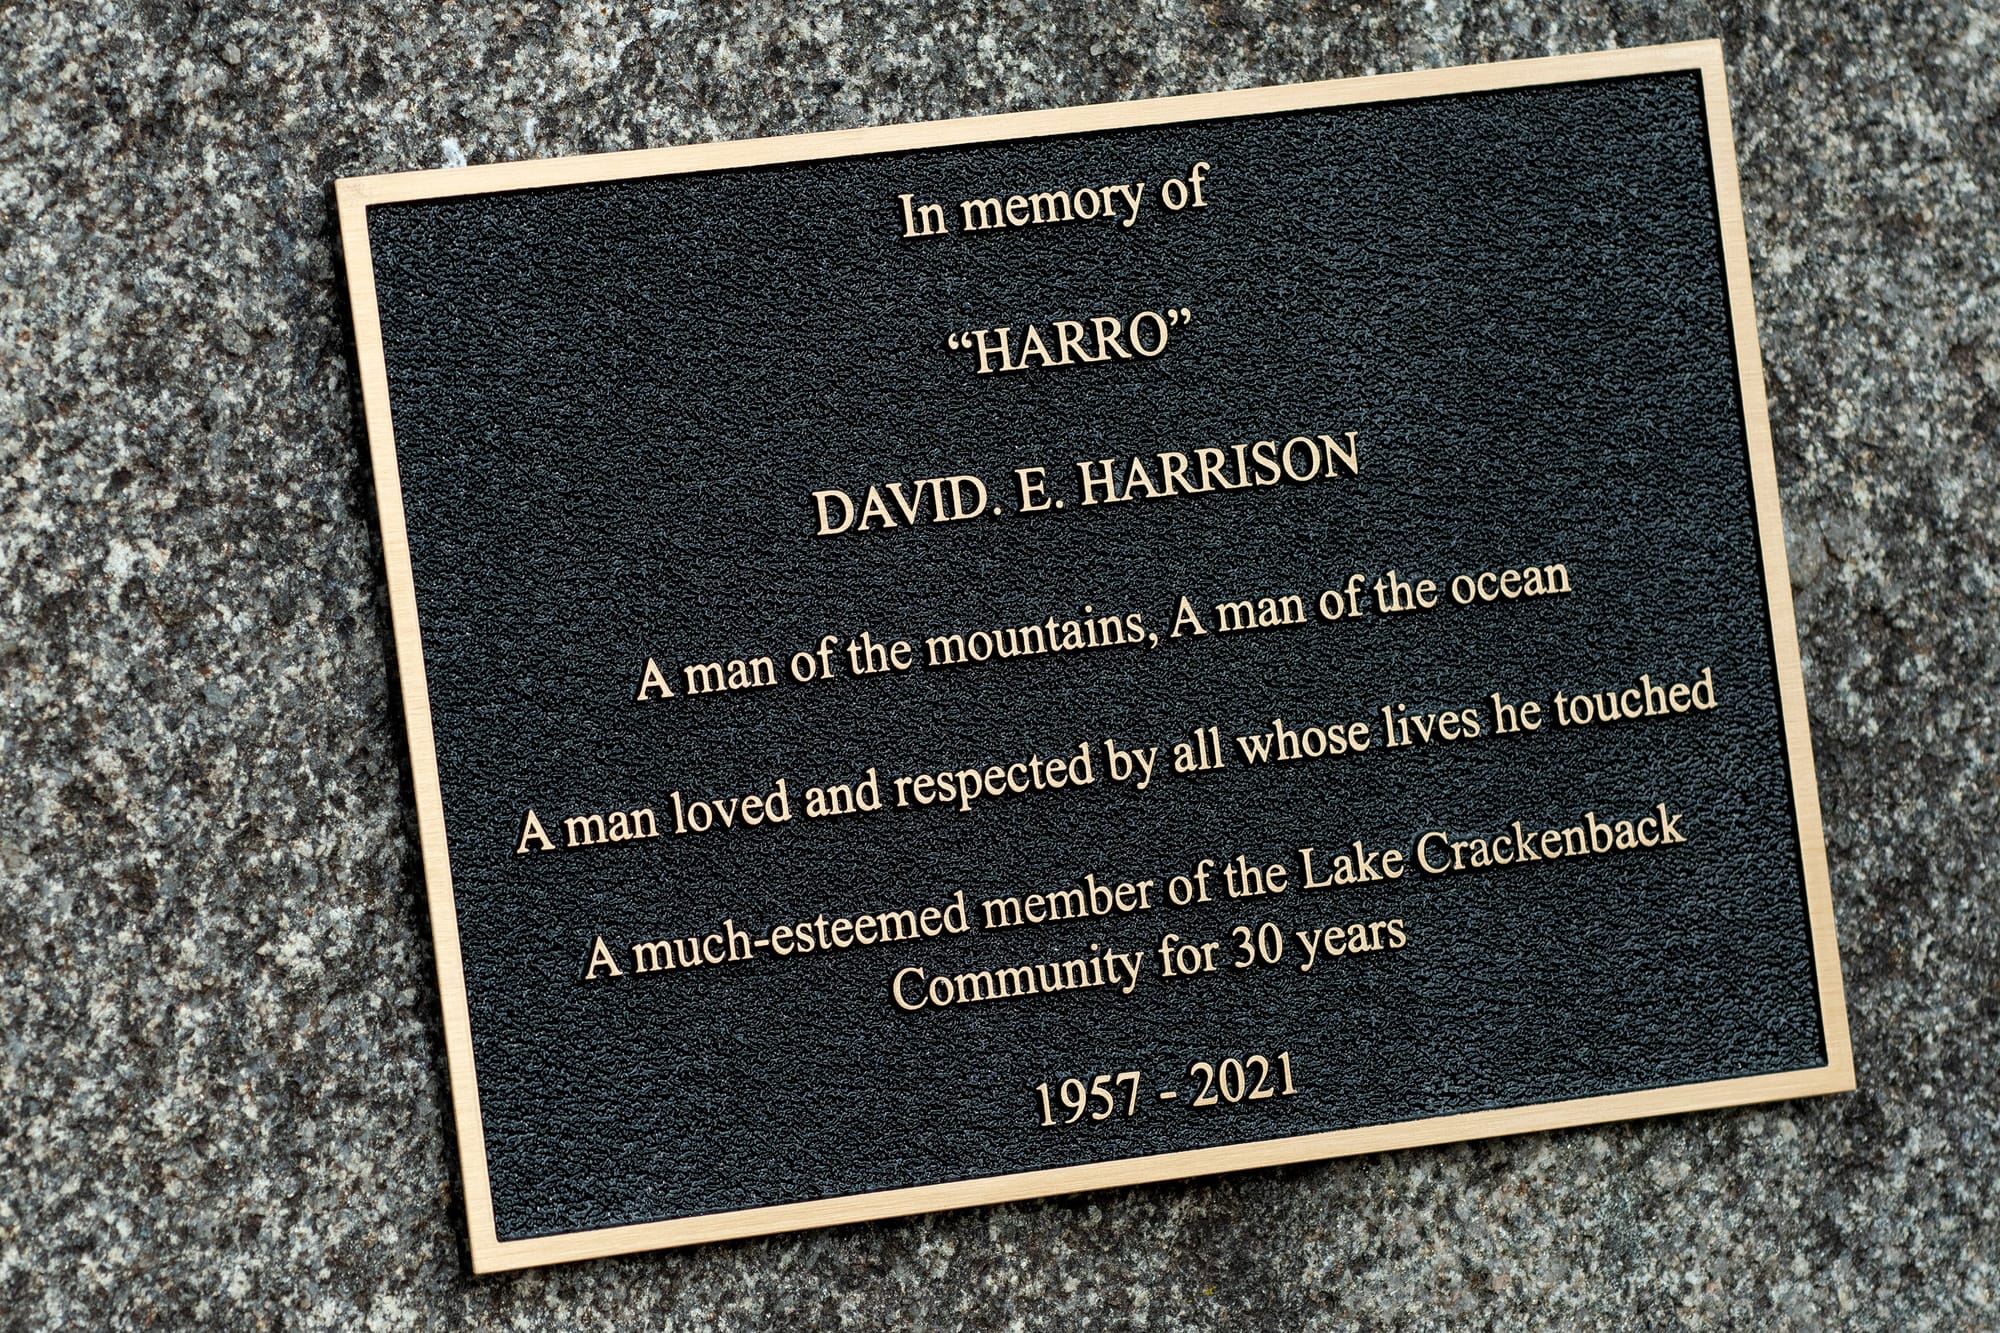 In memory of
“HARRO”
DAVID. E. HARRISON
A man of the mountains, A man of the ocean
A man loved and respected by all whose lives he touched
A much-esteemed member of the Lake Crackenback
Community for 30 years
1957 - 2021